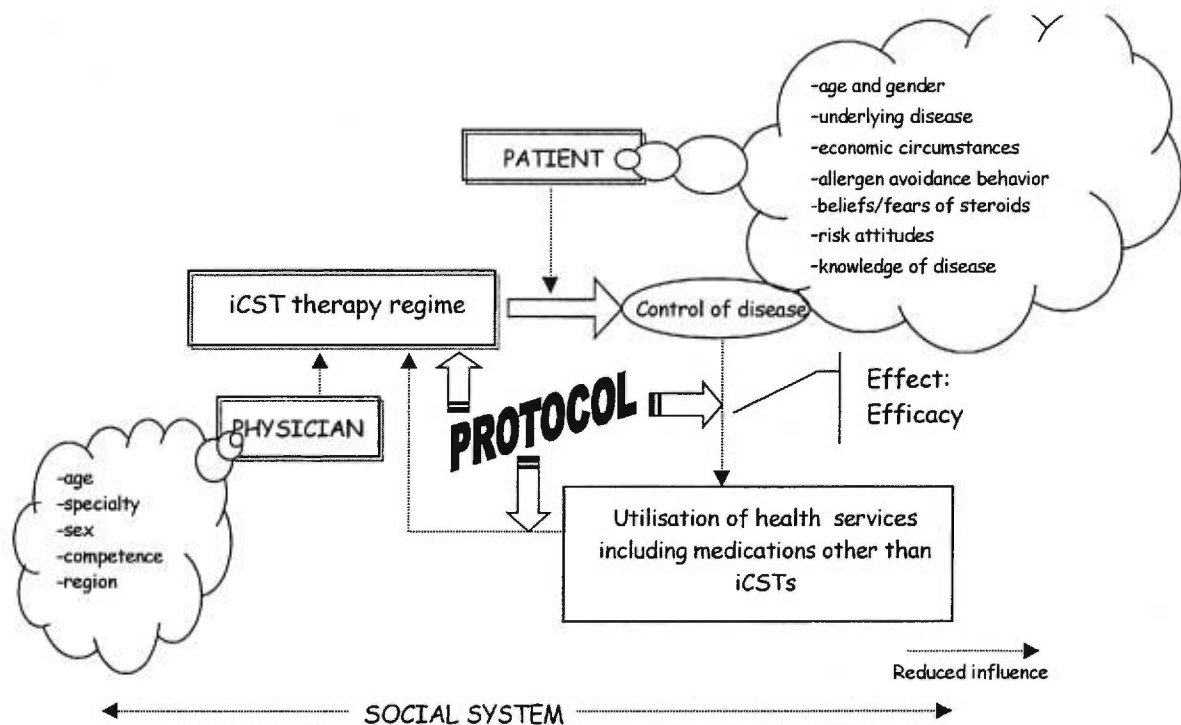 -age and gender
-underlying disease
-economic circumstances
-allergen avoidance behavior
-beliefs/fears of steroids
-risk attitudes
-knowledge of disease
PATIENT
iCST therapy regime
Control of disease
PROTOCOL
Effect:
Efficacy
PHYSICIAN
-age
-specialty
-sex
-competence
-region
Utilisation of health services
including medications other than
iCSTs
Reduced influence
SOCIAL SYSTEM